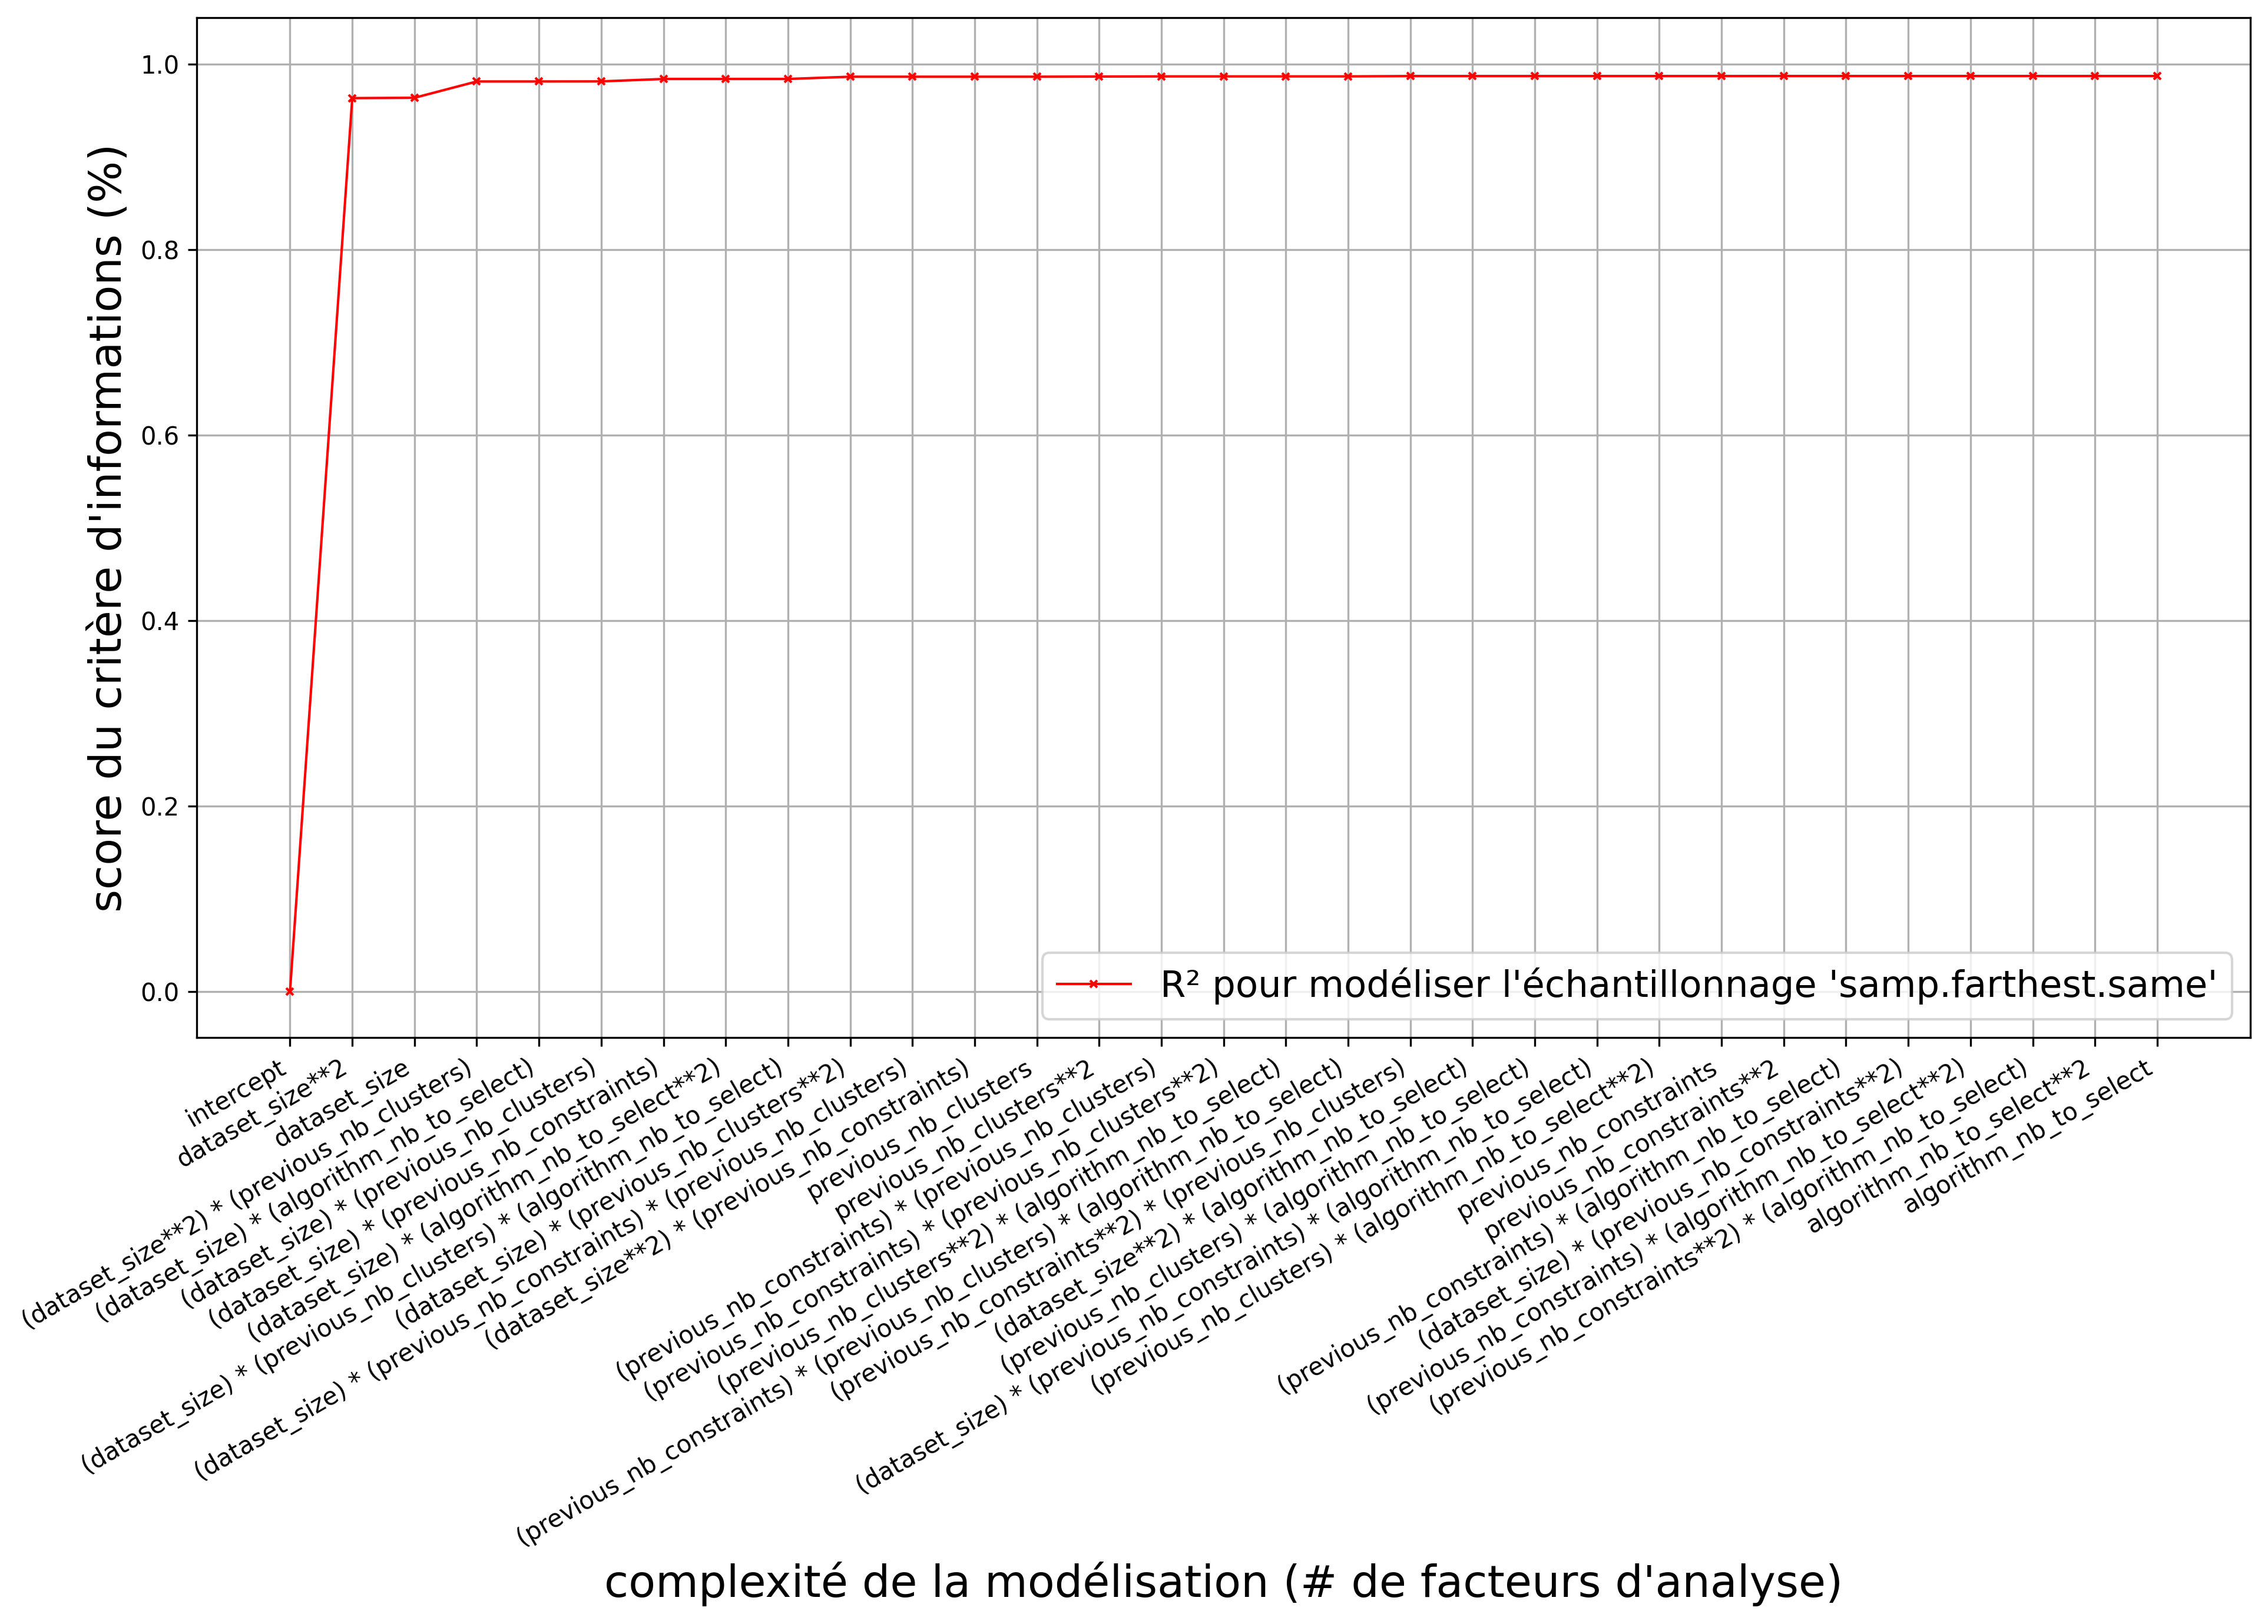 score du critère d'informations (%)
1.0
0.8
0.6
0.4
0.2
0.0
R² pour modéliser l'échantillonnage 'samp.farthest.same'
intercept
dataset_size**2
dataset_size
(dataset_size**2) * (previous_nb_clusters)
(dataset_size) * (algorithm_nb_to_select)
(dataset_size) * (previous_nb_clusters)
(dataset_size) * (previous_nb_constraints)
(dataset_size) * (algorithm_nb_to_select**2)
(dataset_size) * (previous_nb_clusters) * (algorithm_nb_to_select)
(dataset_size) * (previous_nb_clusters**2)
(dataset_size) * (previous_nb_constraints) * (previous_nb_clusters)
(dataset_size**2) * (previous_nb_constraints)
previous_nb_clusters
previous_nb_clusters**2
(previous_nb_constraints) * (previous_nb_clusters)
(previous_nb_constraints) * (previous_nb_clusters**2)
(previous_nb_clusters**2) * (algorithm_nb_to_select)
(previous_nb_constraints) * (previous_nb_clusters) * (algorithm_nb_to_select)
(previous_nb_constraints**2) * (previous_nb_clusters)
(dataset_size**2) * (algorithm_nb_to_select)
(previous_nb_clusters) * (algorithm_nb_to_select)
(dataset_size) * (previous_nb_constraints) * (algorithm_nb_to_select)
(previous_nb_clusters) * (algorithm_nb_to_select**2)
previous_nb_constraints
previous_nb_constraints**2
(previous_nb_constraints) * (algorithm_nb_to_select)
(dataset_size) * (previous_nb_constraints**2)
(previous_nb_constraints) * (algorithm_nb_to_select**2)
(previous_nb_constraints**2) * (algorithm_nb_to_select)
algorithm_nb_to_select**2
algorithm_nb_to_select
complexité de la modélisation (# de facteurs d'analyse)